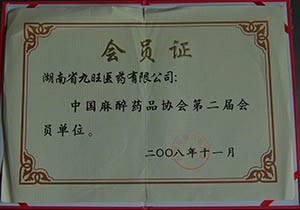 会员证
湖南省九旺医药有限公司:
中国麻醉药品协会第二届会
员单位。
二〇〇八年十一月